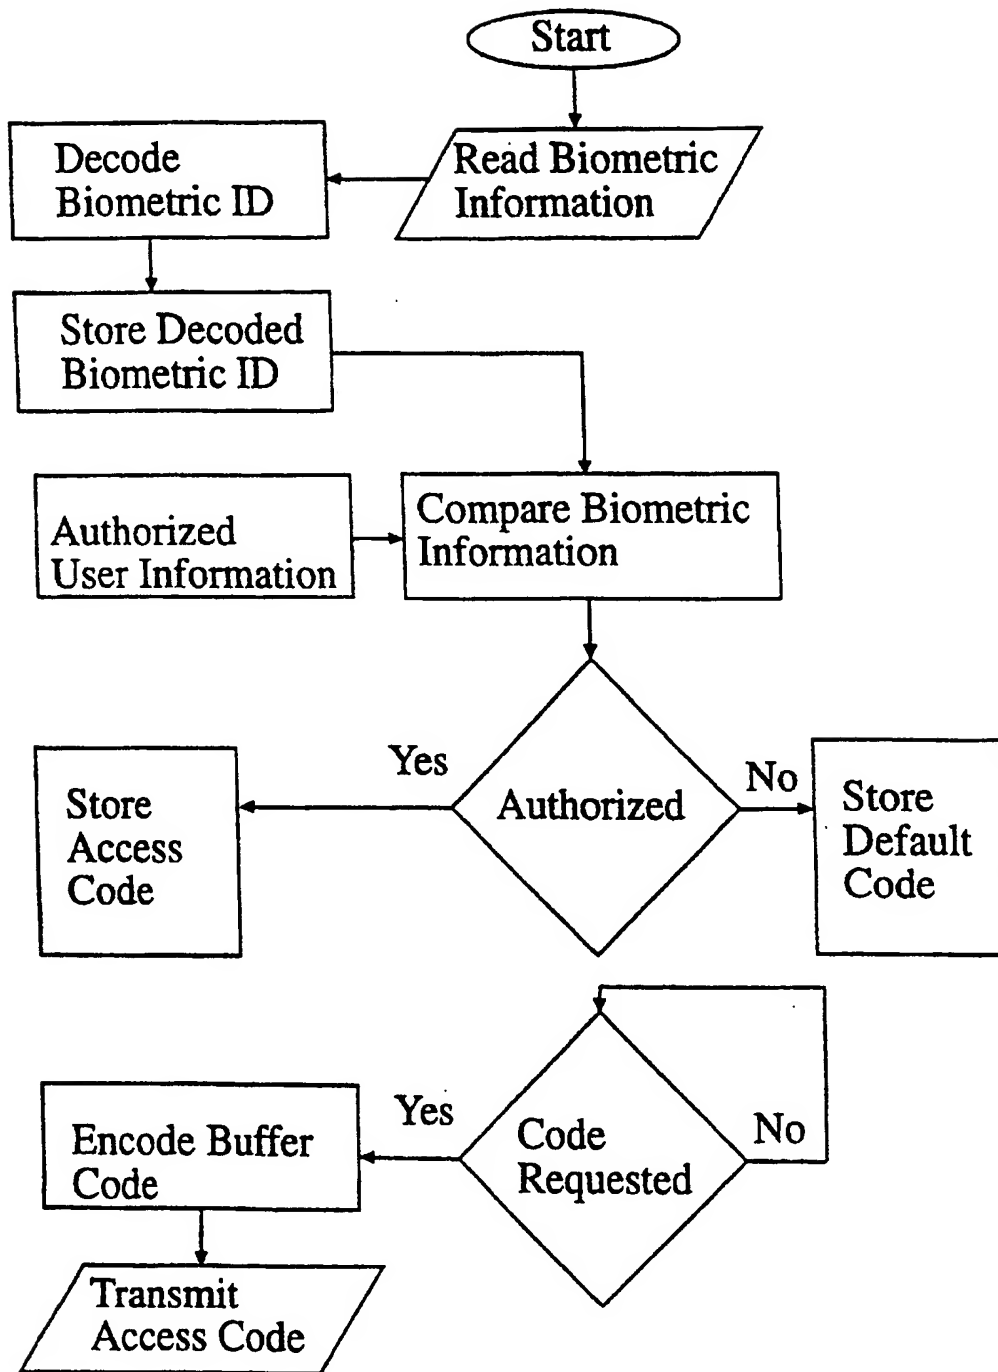 Start
Read Biometric
Information
Decode
Biometric ID
Store Decoded
Biometric ID
Authorized
User Information
Compare Biometric
Information
Authorized
Yes
No
Store
Access
Code
Store
Default
Code
Code
Requested
Yes
No
Encode Buffer
Code
Transmit
Access Code